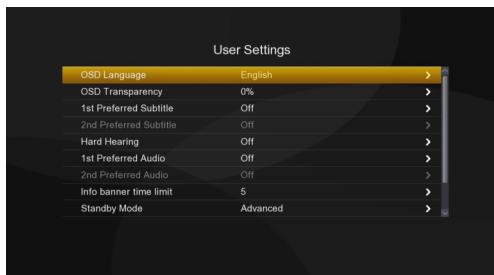 User Settings
OSD Language English
OSD Transparency 0%
1st Preferred Subtitle Off
2nd Preferred Subtitle Off
Hard Hearing Off
1st Preferred Audio Off
2nd Preferred Audio Off
Info banner time limit 5
Standby Mode Advanced